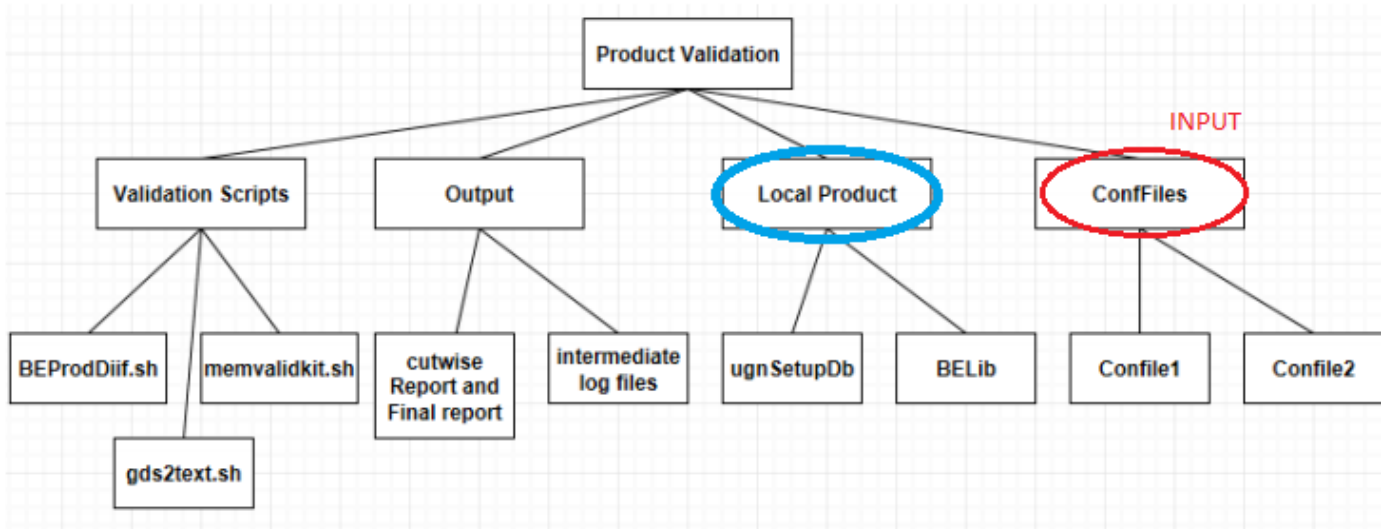 Product Validation
INPUT
Validation Scripts
Output
Local Product
ConfFiles
BEProdDiif.sh
memvalidkit.sh
cutwise
Report and
Final report
intermediate
log files
ugnSetupDb
BELib
Confile1
Confile2
gds2text.sh